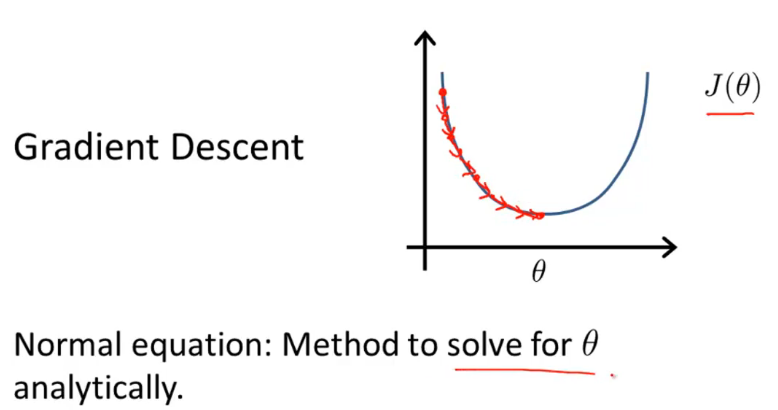 J(θ)
Gradient Descent
θ
Normal equation: Method to solve for θ
analytically.